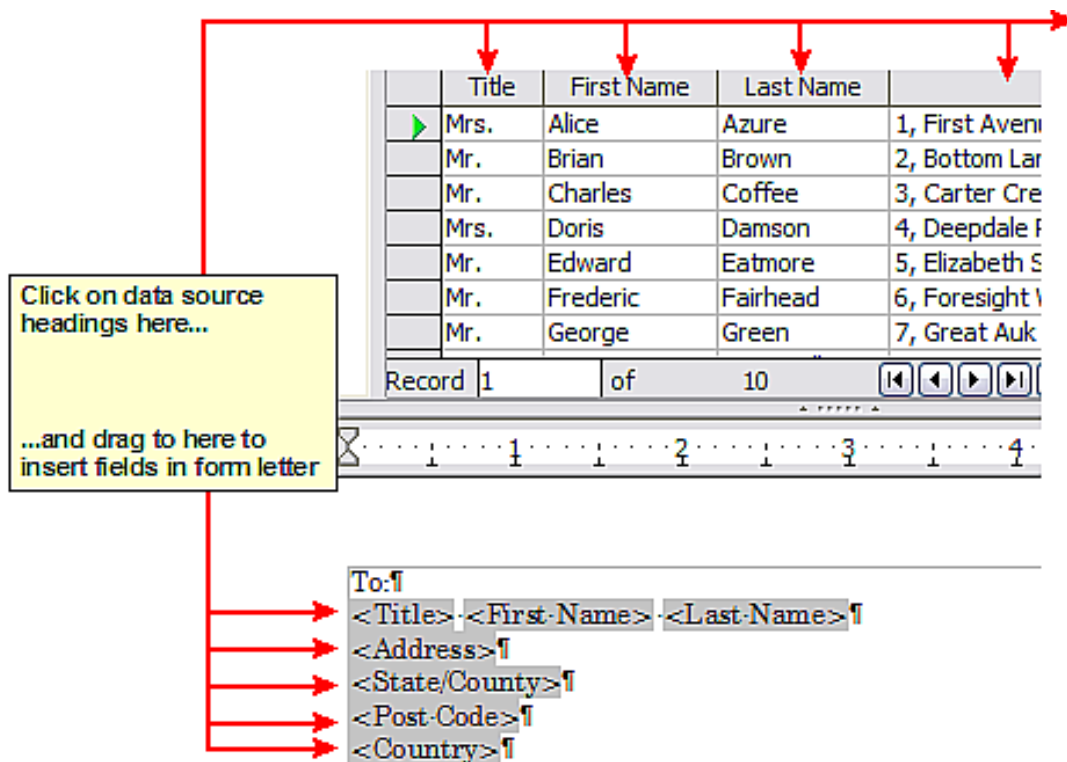 Title First Name Last Name
Mrs. Alice Azure 1, First
Mr. Brian Brown 2, Bottom
Mr. Charles Coffee 3, Carter
Mrs. Doris Damson 4, Deepdale
Mr. Edward Eatmore 5, Elizabeth
Mr. Frederic Fairhead 6, Foresight
Mr. George Green 7, Great Auk
Record 1 of 10
Click on data source
headings here...
...and drag to here to
insert fields in form letter
1 2 3 4
To:¶
<Title>·<First·Name>·<Last·Name>¶
<Address>¶
<State/County>¶
<Post·Code>¶
<Country>¶